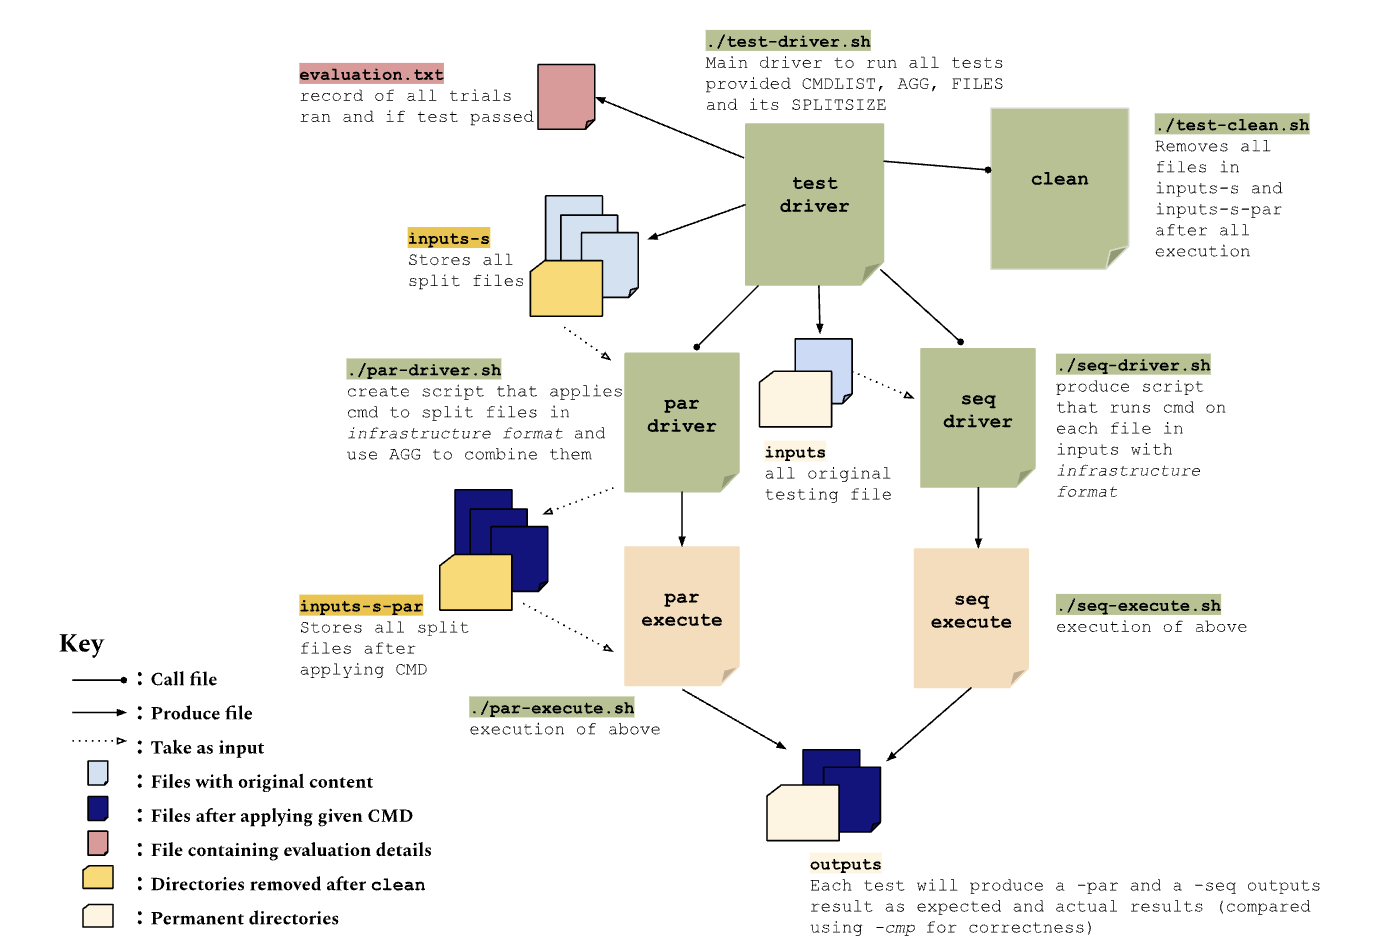 ./test-driver.sh
Main driver to run all tests
provided CMDLIST, AGG, FILES
and its SPLITSIZE
evaluation.txt
record of all trials
ran and if test passed
test
driver
clean
./test-clean.sh
Removes all
files in
inputs-s and
inputs-s-par
after all
execution
inputs-s
Stores all
split files
./par-driver.sh
create script that applies
cmd to split files in
infrastructure format and
use AGG to combine them
par
driver
inputs
all original
testing file
seq
driver
./seq-driver.sh
produce script
that runs cmd on
each file in
inputs with
infrastructure
format
inputs-s-par
Stores all split
files after
applying CMD
par
execute
seq
execute
./seq-execute.sh
execution of above
./par-execute.sh
execution of above
outputs
Each test will produce a -par and a -seq outputs
result as expected and actual results (compared
using -cmp for correctness)
Key
: Call file
: Produce file
: Take as input
: Files with original content
: Files after applying given CMD
: File containing evaluation details
: Directories removed after clean
: Permanent directories